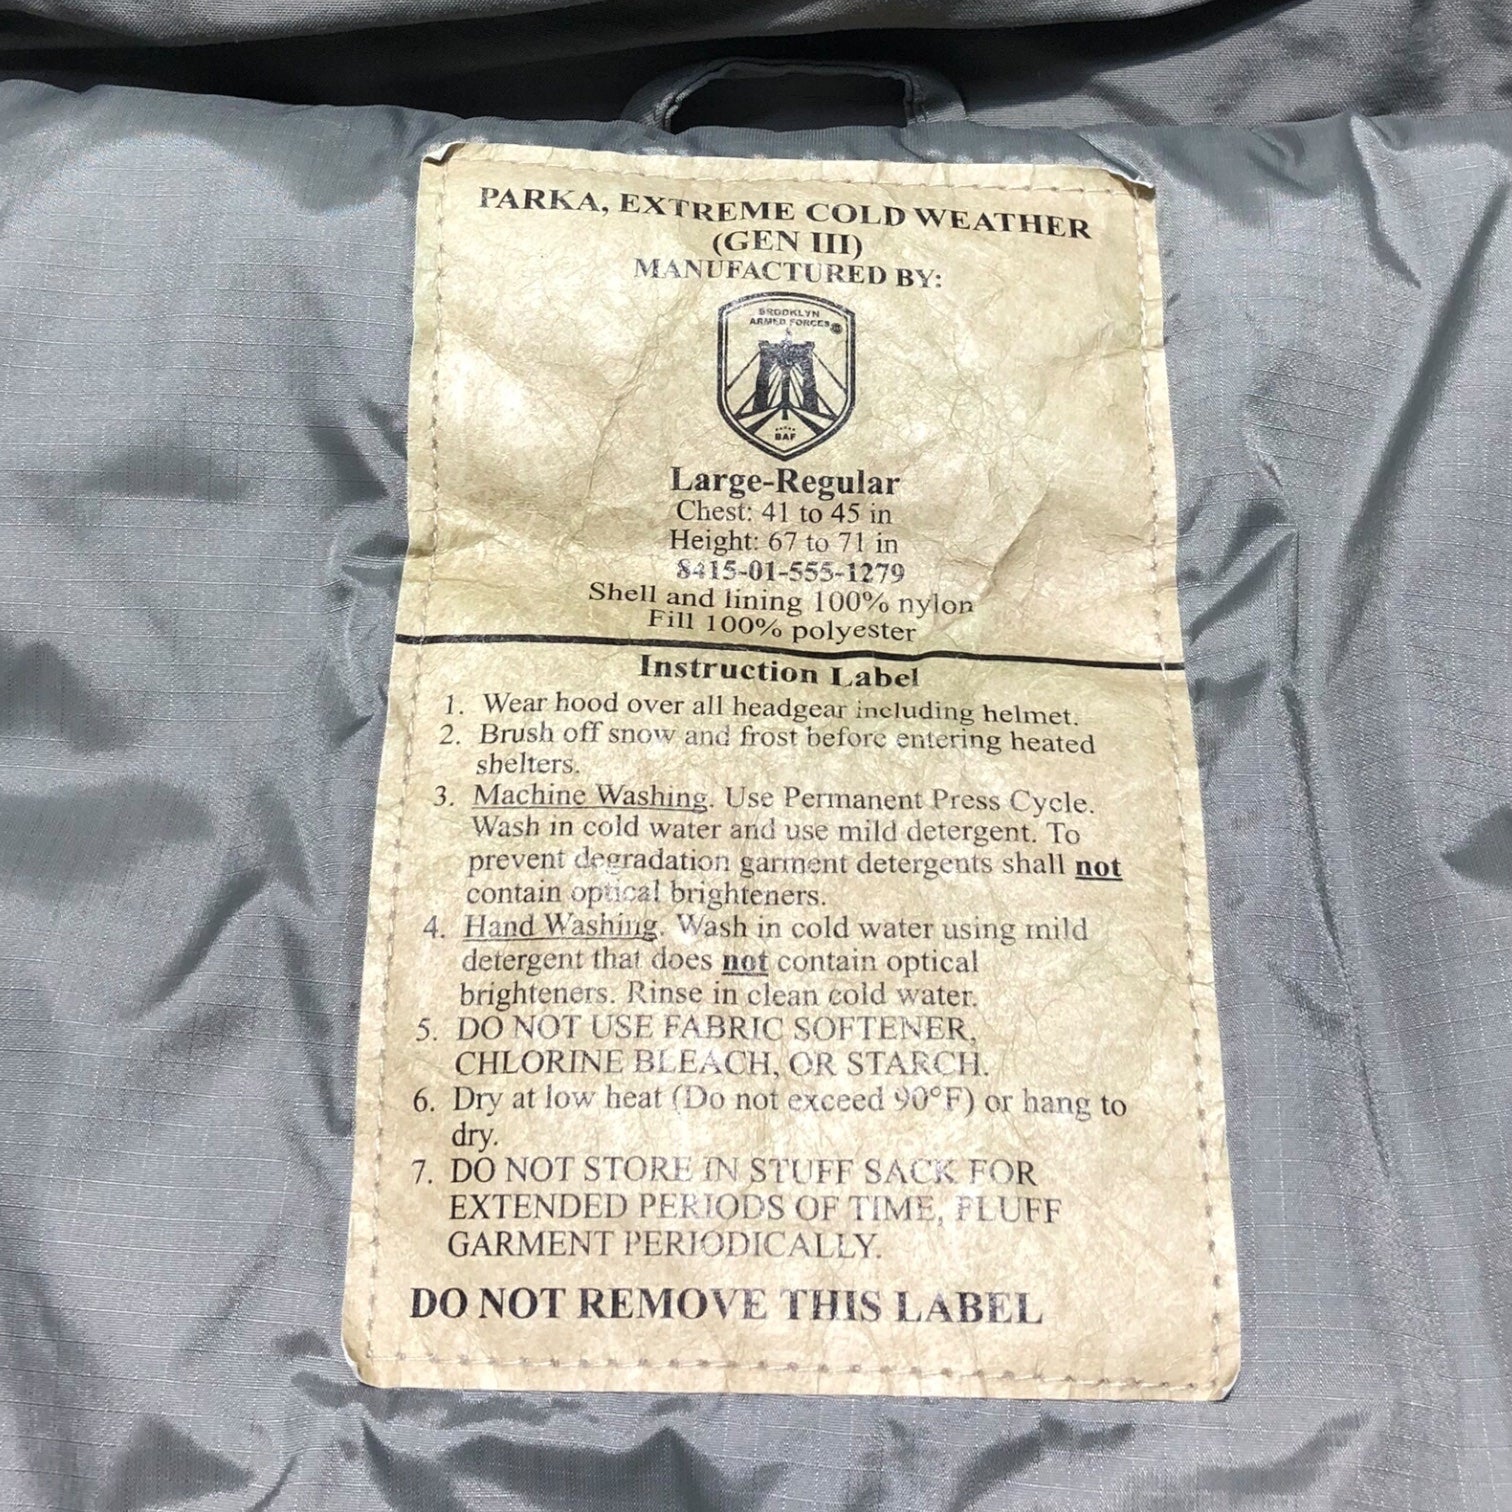 PARKA, EXTREME COLD WEATHER
(GEN III)
MANUFACTURED BY:
BROOKLYN
ARMED FORCES
BAF
Large-Regular
Chest: 41 to 45 in
Height: 67 to 71 in
8415-01-555-1279
Shell and lining 100% nylon
Fill 100% polyester
Instruction Label
1. Wear hood over all headgear including helmet.
2. Brush off snow and frost before entering heated
shelters.
3. Machine Washing. Use Permanent Press Cycle.
Wash in cold water and use mild detergent. To
prevent degradation garment detergents shall not
contain optical brighteners.
4. Hand Washing. Wash in cold water using mild
detergent that does not contain optical
brighteners. Rinse in clean cold water.
5. DO NOT USE FABRIC SOFTENER,
CHLORINE BLEACH, OR STARCH.
6. Dry at low heat (Do not exceed 90°F) or hang to
dry.
7. DO NOT STORE IN STUFF SACK FOR
EXTENDED PERIODS OF TIME, FLUFF
GARMENT PERIODICALLY.
DO NOT REMOVE THIS LABEL